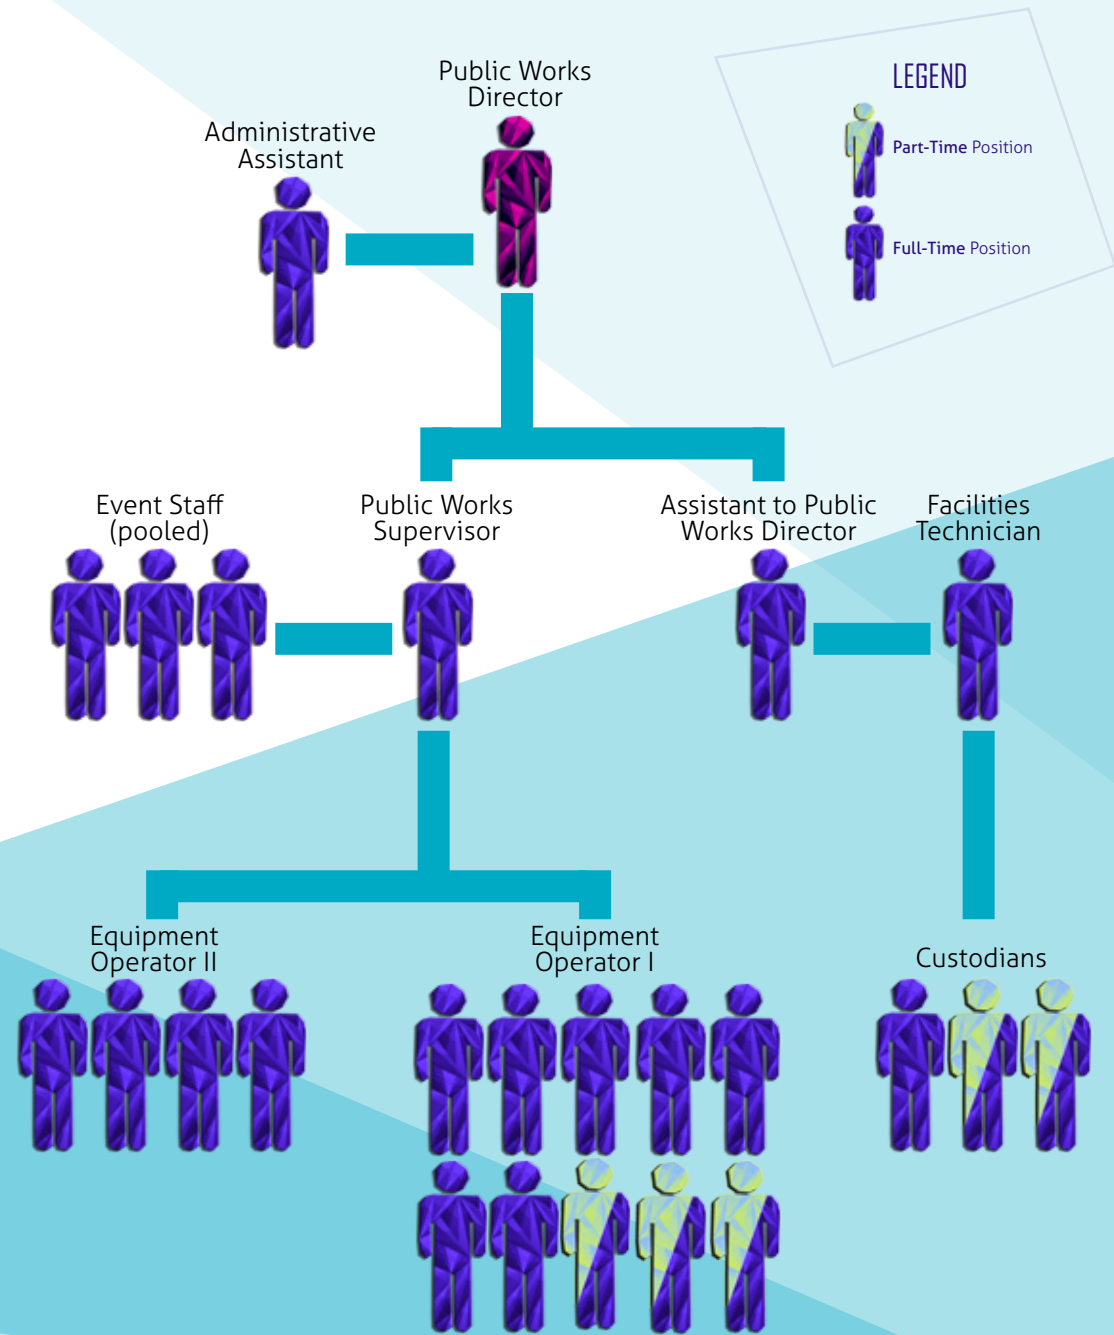 Public Works
Director
LEGEND
Administrative
Assistant
Part-Time Position
Full-Time Position
Event Staff
(pooled)
Public Works
Supervisor
Assistant to Public
Works Director
Facilities
Technician
Equipment
Operator II
Equipment
Operator I
Custodians